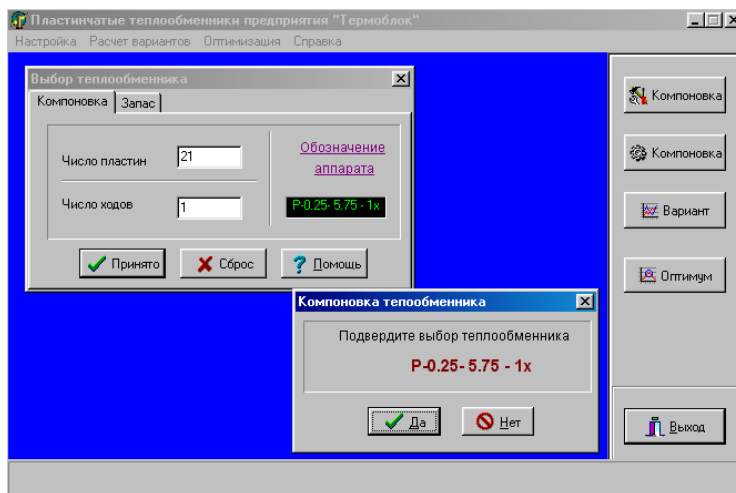 Пластинчатые теплообменники предприятия "Термоблок"
Настройка Расчет вариантов Оптимизация Справка
Выбор теплообменника
Компоновка Запас
Число пластин 21
Число ходов 1
Обозначение
аппарата
P-0.25- 5.75 - 1x
Принято Сброс ? Помощь
Компоновка тепообменника
Подвердите выбор теплообменника
P-0.25- 5.75 - 1x
Да Нет
Компоновка
Компоновка
Вариант
Оптимум
Выход